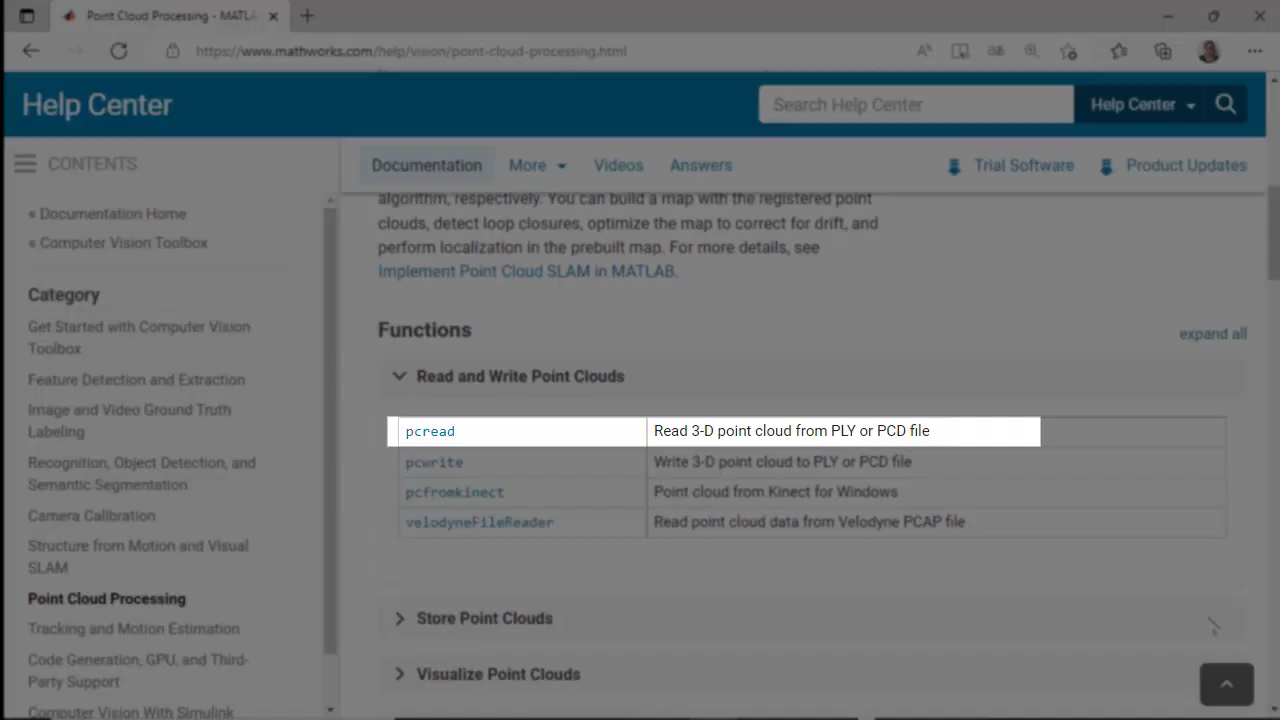 Point Cloud Processing - MATL
https://www.mathworks.com/help/vision/point-cloud-processing.html
Help Center
Search Help Center
Help Center
CONTENTS
Documentation
More
Videos
Answers
Trial Software
Product Updates
« Documentation Home
« Computer Vision Toolbox
Category
Get Started with Computer Vision
Toolbox
Feature Detection and Extraction
Image and Video Ground Truth
Labeling
Recognition, Object Detection, and
Semantic Segmentation
Camera Calibration
Structure from Motion and Visual
SLAM
Point Cloud Processing
Tracking and Motion Estimation
Code Generation, GPU, and Third-
Party Support
Computer Vision With Simulink
algorithm, respectively. You can build a map with the registered point
clouds, detect loop closures, optimize the map to correct for drift, and
perform localization in the prebuilt map. For more details, see
Implement Point Cloud SLAM in MATLAB.
Functions
expand all
Read and Write Point Clouds
pcread Read 3-D point cloud from PLY or PCD file
pcwrite Write 3-D point cloud to PLY or PCD file
pcfromkinect Point cloud from Kinect for Windows
velodyneFileReader Read point cloud data from Velodyne PCAP file
Store Point Clouds
Visualize Point Clouds